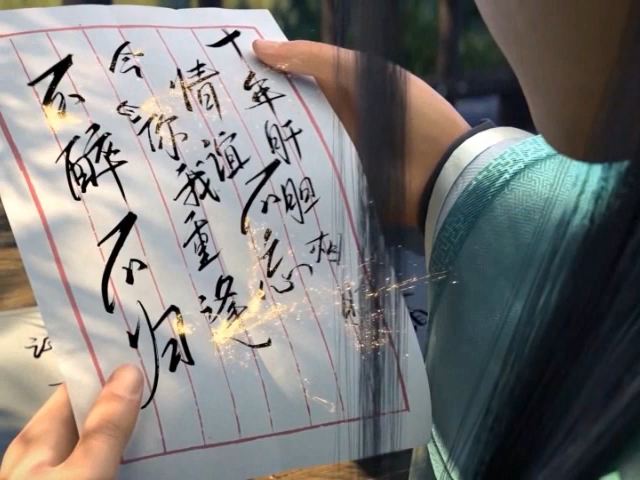 十年肝胆
情谊不忘
今你我重逢
不醉不归